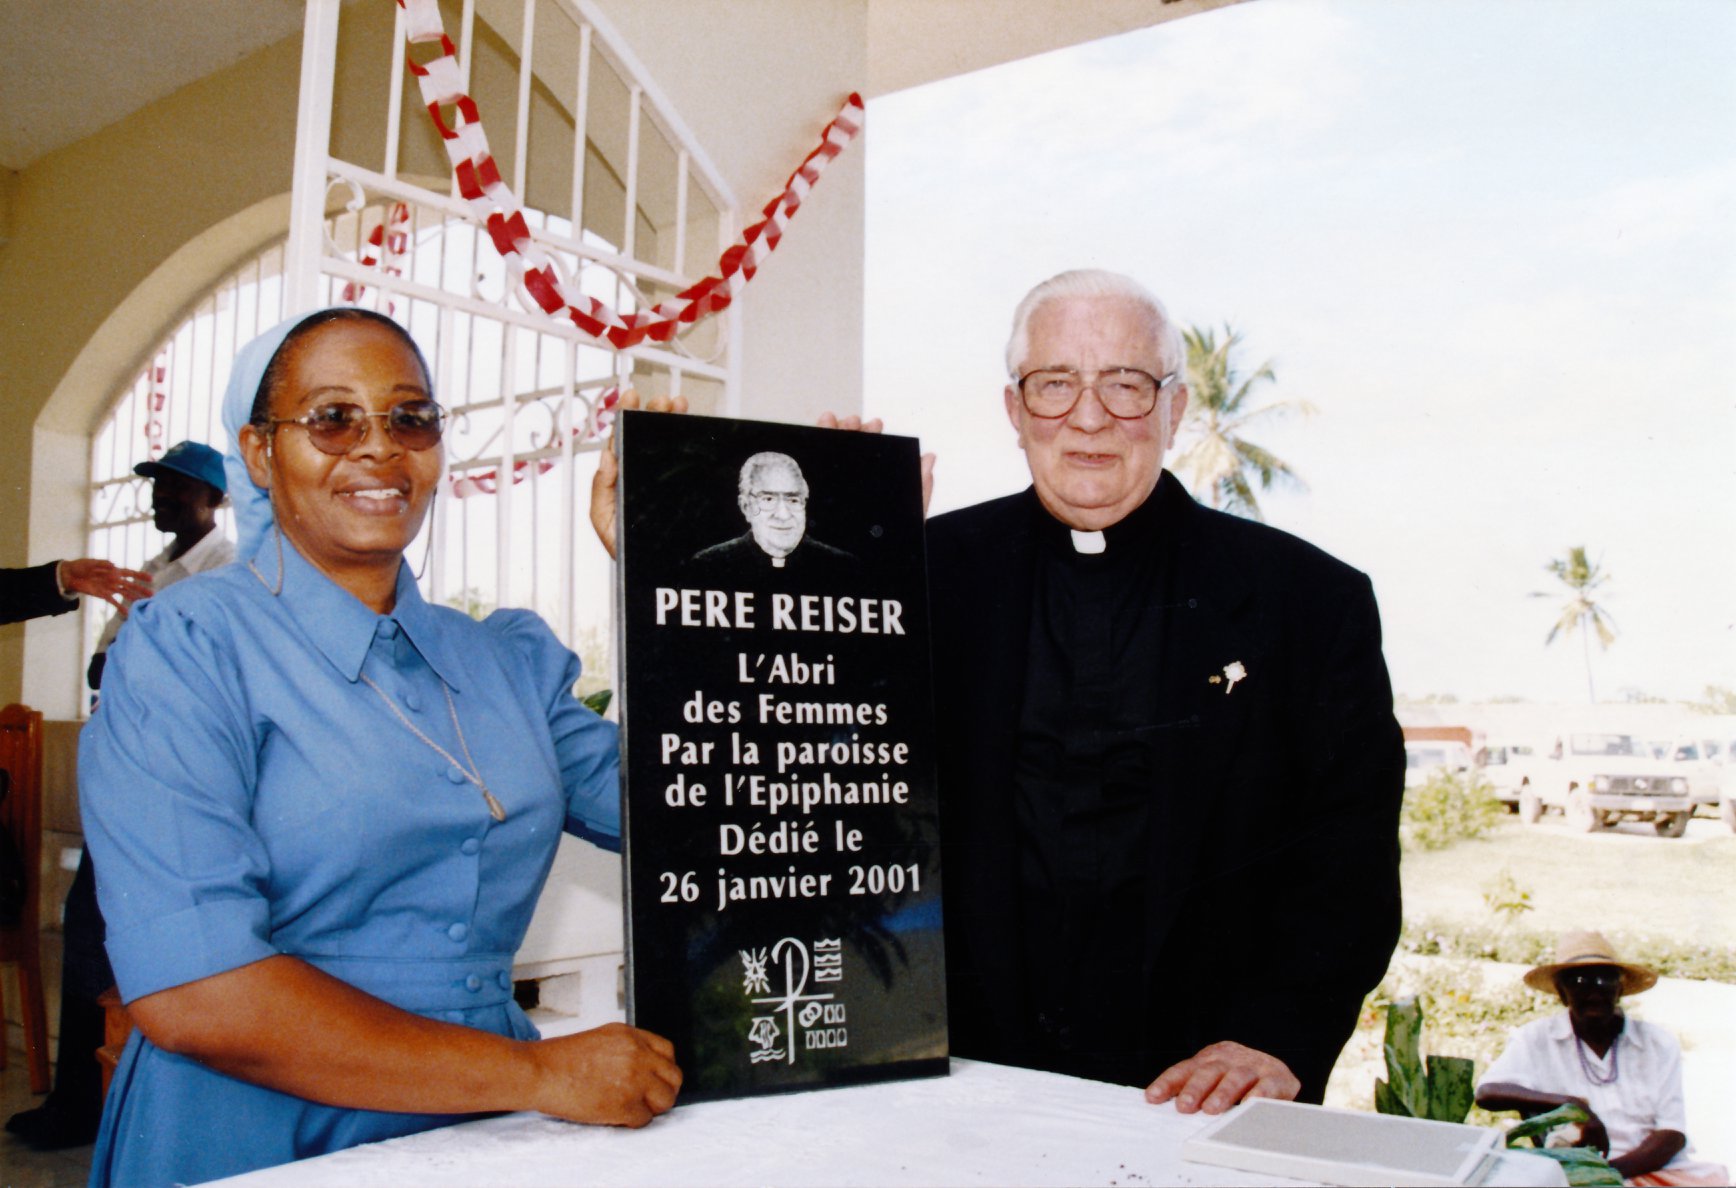 PERE REISER
L'Abri
des Femmes
Par la paroisse
de l'Epiphanie
Dédié le
26 janvier 2001